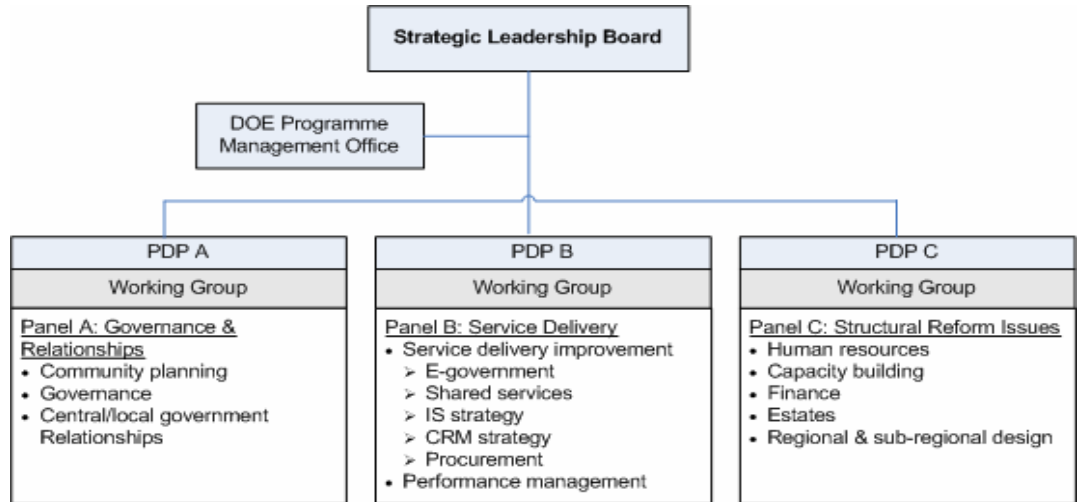 Strategic Leadership Board
DOE Programme
Management Office
PDP A
Working Group
Panel A: Governance &
Relationships
• Community planning
• Governance
• Central/local government
Relationships
PDP B
Working Group
Panel B: Service Delivery
• Service delivery improvement
➢ E-government
➢ Shared services
➢ IS strategy
➢ CRM strategy
➢ Procurement
• Performance management
PDP C
Working Group
Panel C: Structural Reform Issues
• Human resources
• Capacity building
• Finance
• Estates
• Regional & sub-regional design